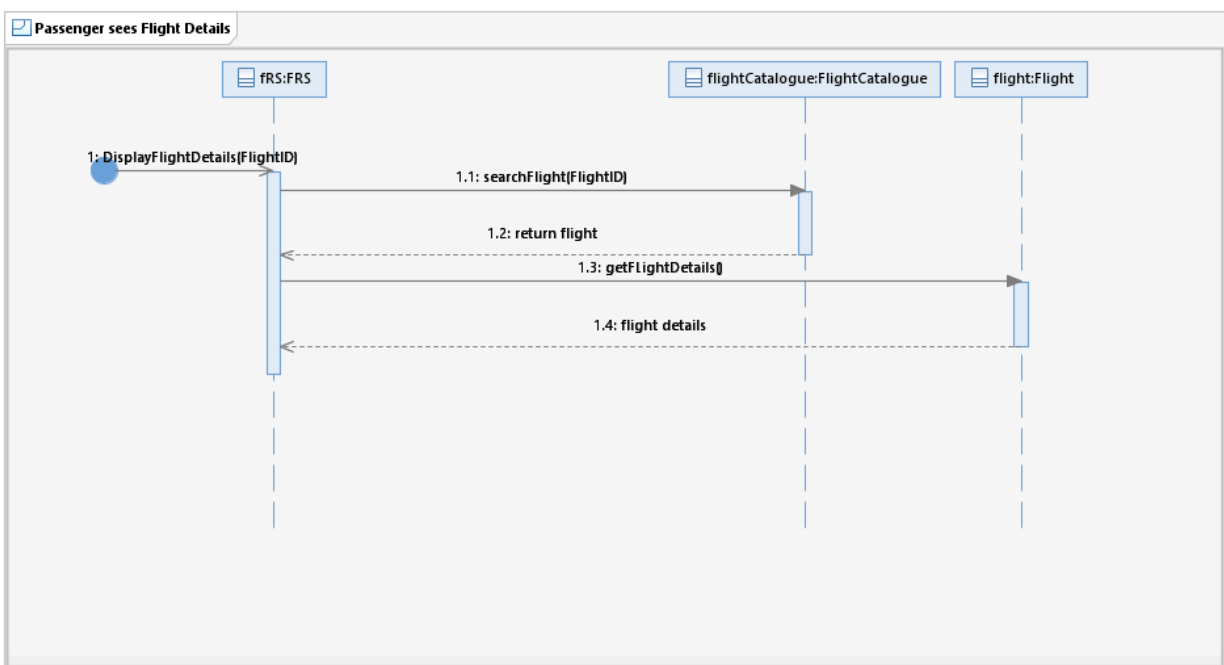 Passenger sees Flight Details
fRS:FRS
flightCatalogue:FlightCatalogue
flight:Flight
1: DisplayFlightDetails(FlightID)
1.1: searchFlight(FlightID)
1.2: return flight
1.3: getFLightDetails()
1.4: flight details